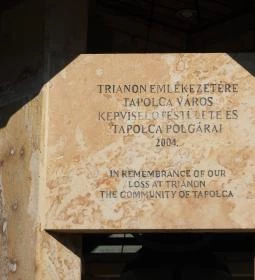 TRIANON EMLÉKEZETÉRE
TAPOLCA VÁROS
KÉPVISELŐTESTÜLETE ÉS
TAPOLCA POLGÁRAI
2004.
IN REMEMBRANCE OF OUR
LOSS AT TRIANON
THE COMMUNITY OF TAPOLCA